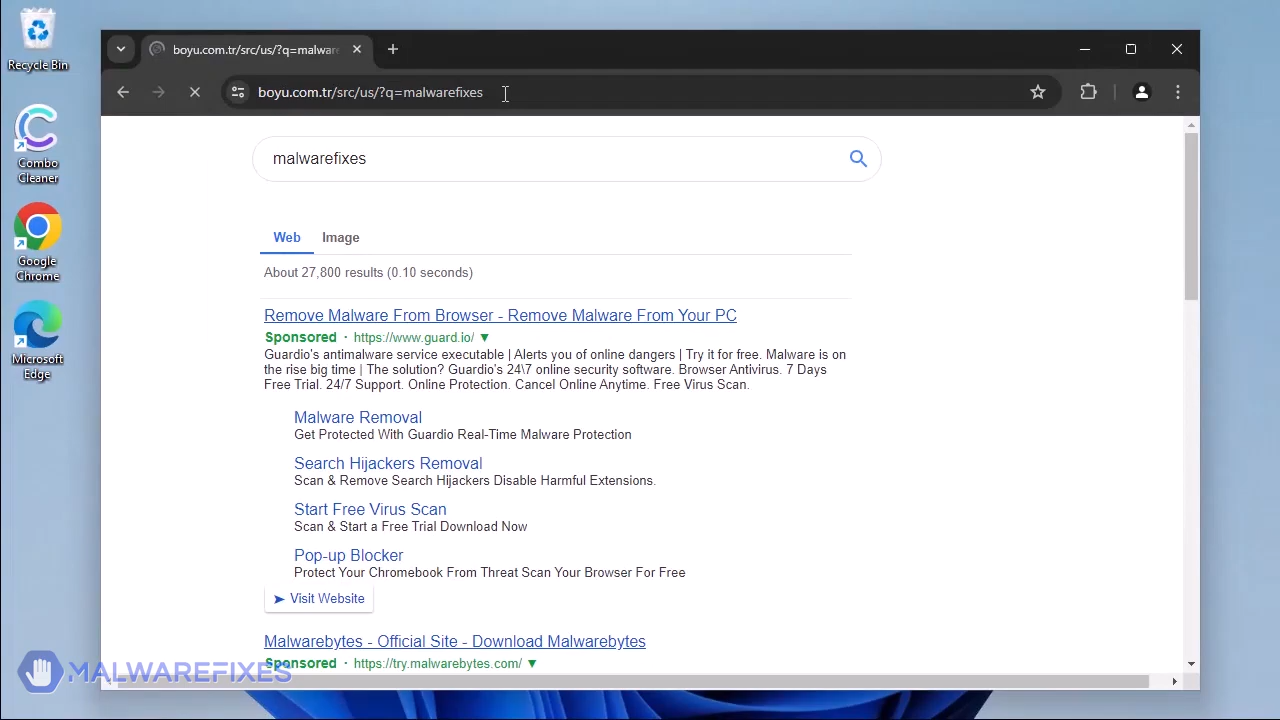 Recycle Bin
Combo
Cleaner
Google
Chrome
Microsoft
Edge
boyu.com.tr/src/us/?q=malware
boyu.com.tr/src/us/?q=malwarefixes
malwarefixes
Web Image
About 27,800 results (0.10 seconds)
Remove Malware From Browser - Remove Malware From Your PC
Sponsored · https://www.guard.io/ ▼
Guardio's antimalware service executable | Alerts you of online dangers | Try it for free. Malware is on
the rise big time | The solution? Guardio's 24\7 online security software. Browser Antivirus. 7 Days
Free Trial. 24/7 Support. Online Protection. Cancel Online Anytime. Free Virus Scan.
Malware Removal
Get Protected With Guardio Real-Time Malware Protection
Search Hijackers Removal
Scan & Remove Search Hijackers Disable Harmful Extensions.
Start Free Virus Scan
Scan & Start a Free Trial Download Now
Pop-up Blocker
Protect Your Chromebook From Threat Scan Your Browser For Free
➤ Visit Website
Malwarebytes - Official Site - Download Malwarebytes
Sponsored · https://try.malwarebytes.com/ ▼
MALWAREFIXES